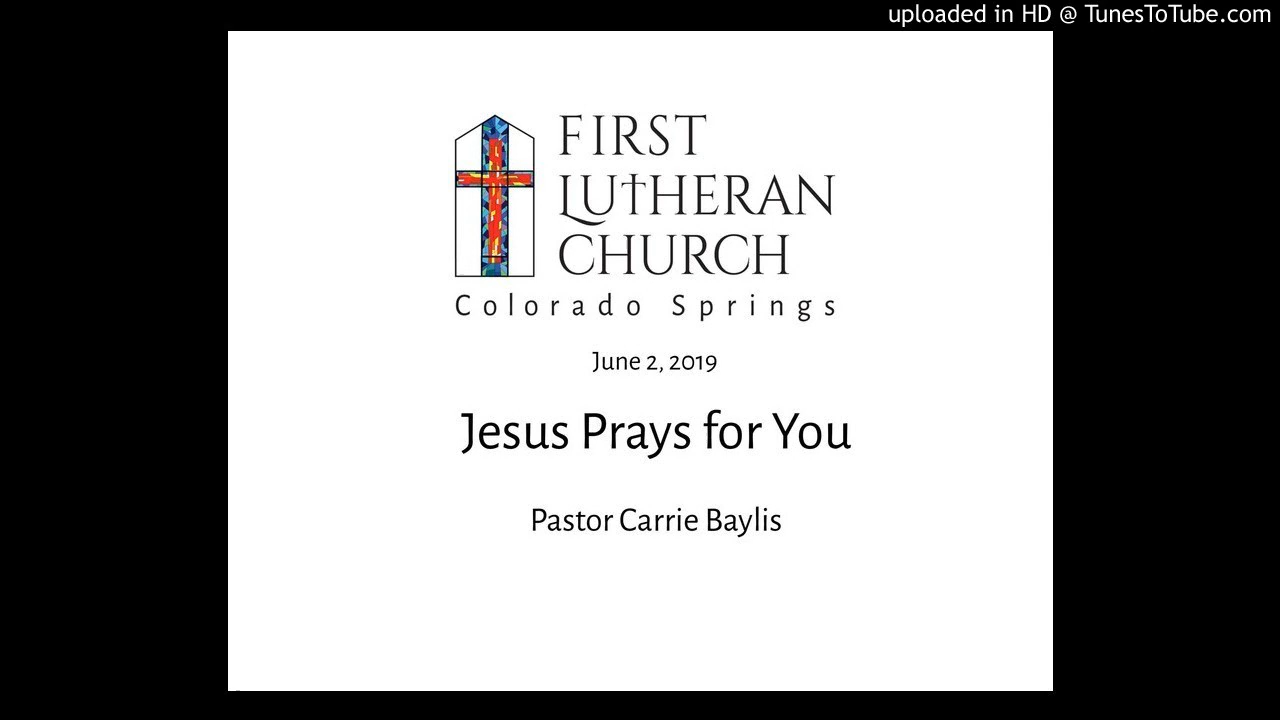 uploaded in HD @ TunesToTube.com
FIRST
LUTHERAN
CHURCH
Colorado Springs
June 2, 2019
Jesus Prays for You
Pastor Carrie Baylis